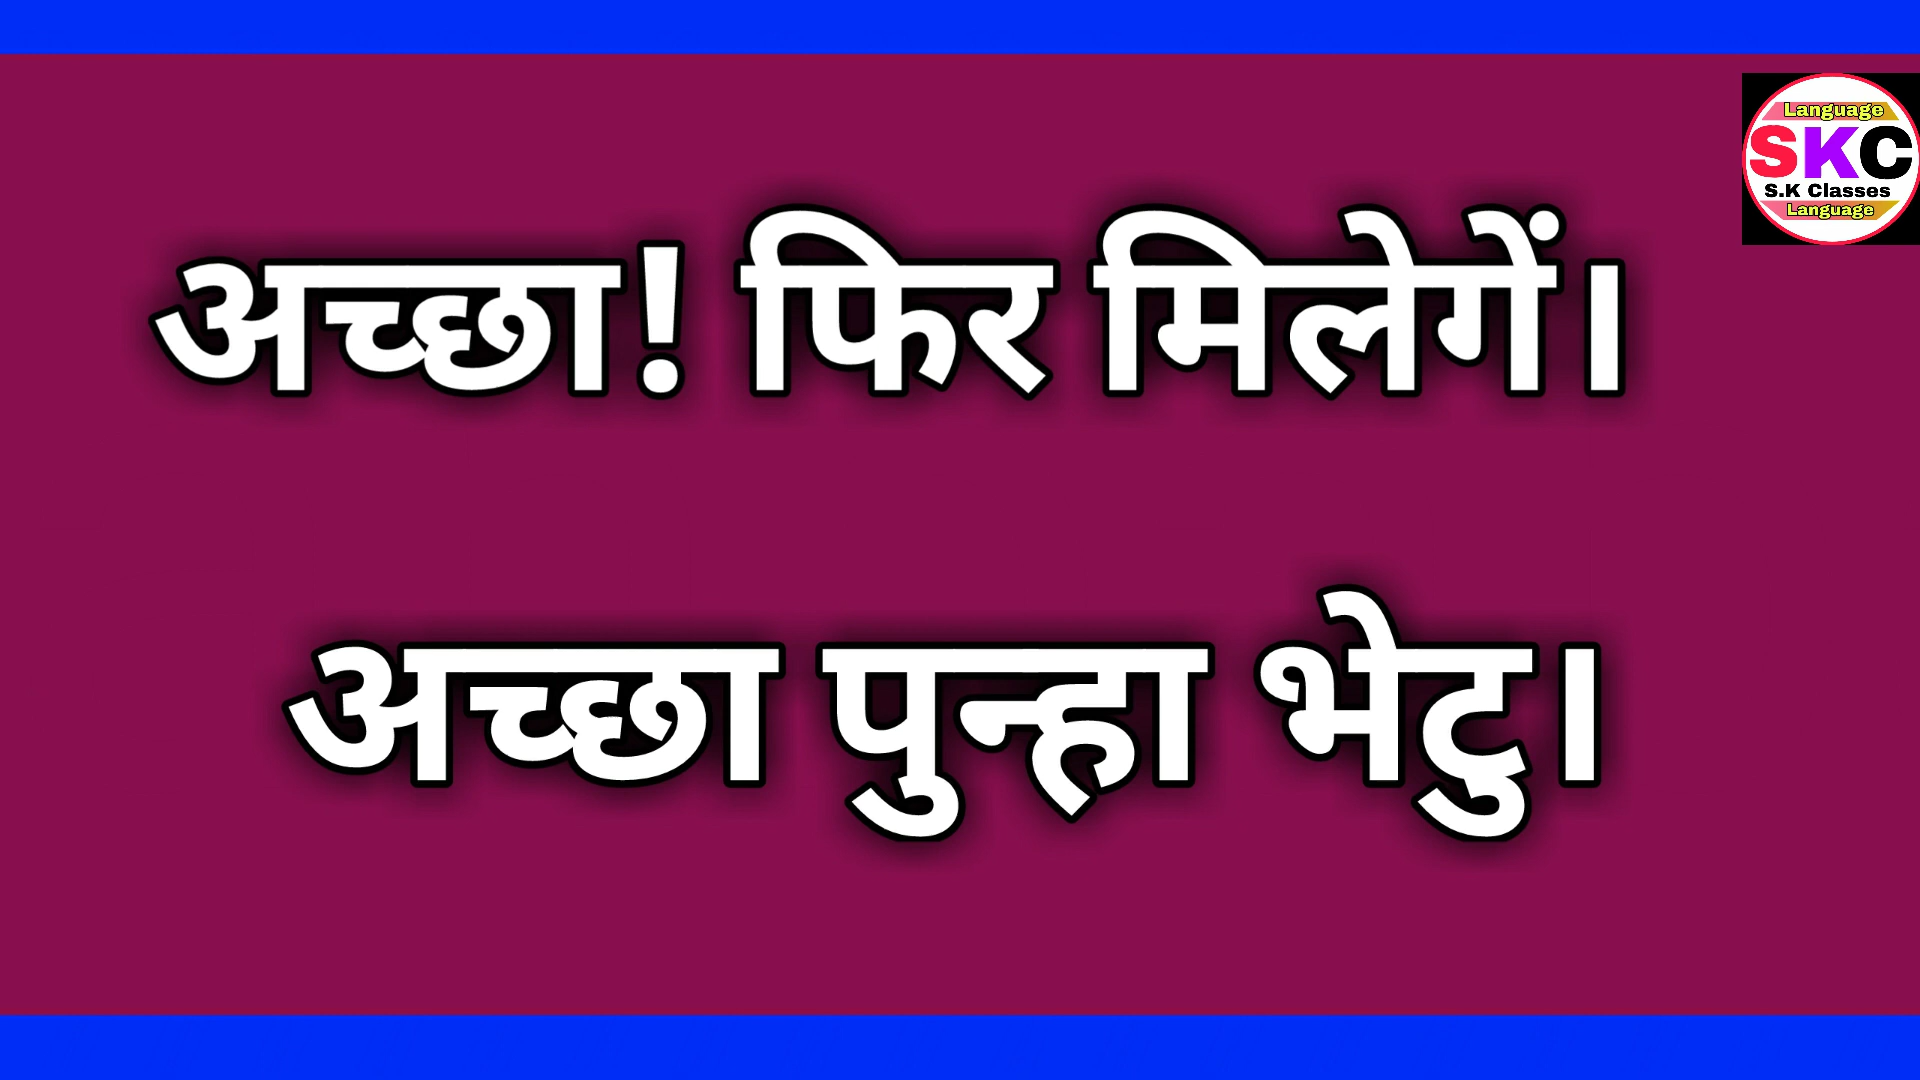 Language
SKC
S.K Classes
Language
अच्छा! फिर मिलेगें।
अच्छा पुन्हा भेटु।